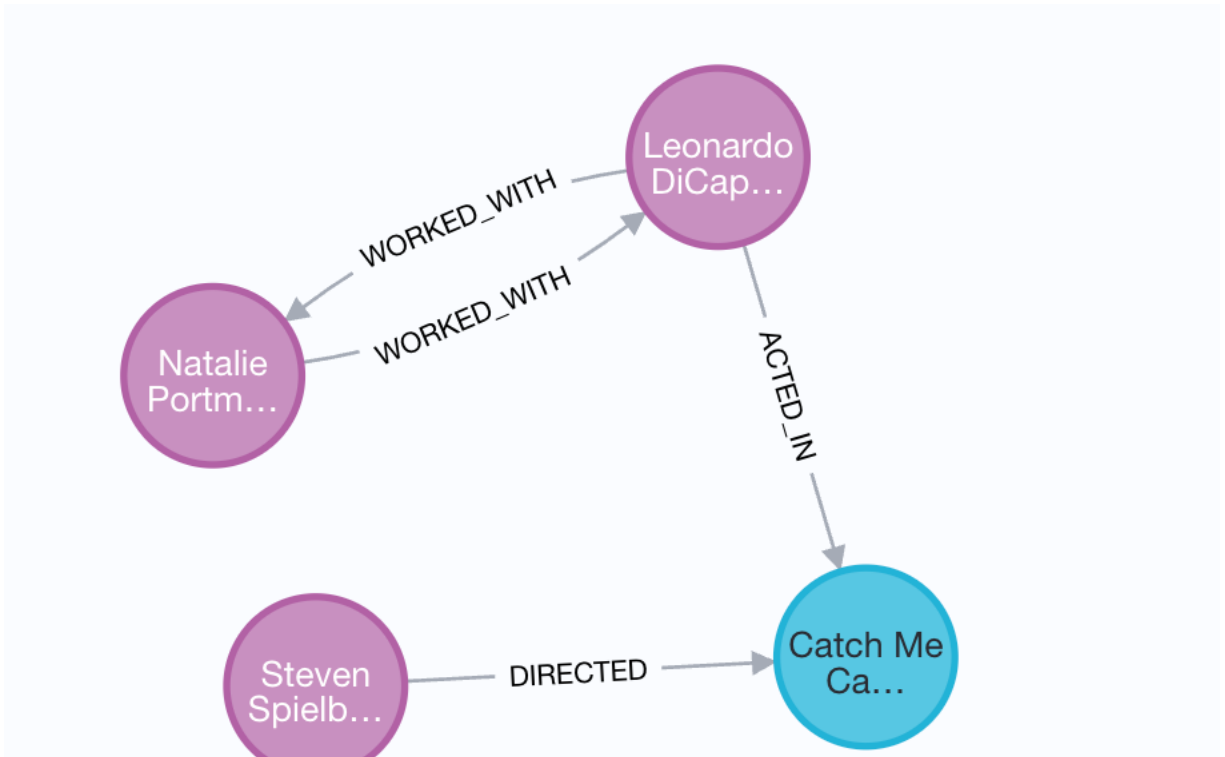 Leonardo
DiCap...
WORKED_WITH
WORKED_WITH
Natalie
Portm...
ACTED_IN
Catch Me
Ca...
Steven
Spielb...
DIRECTED